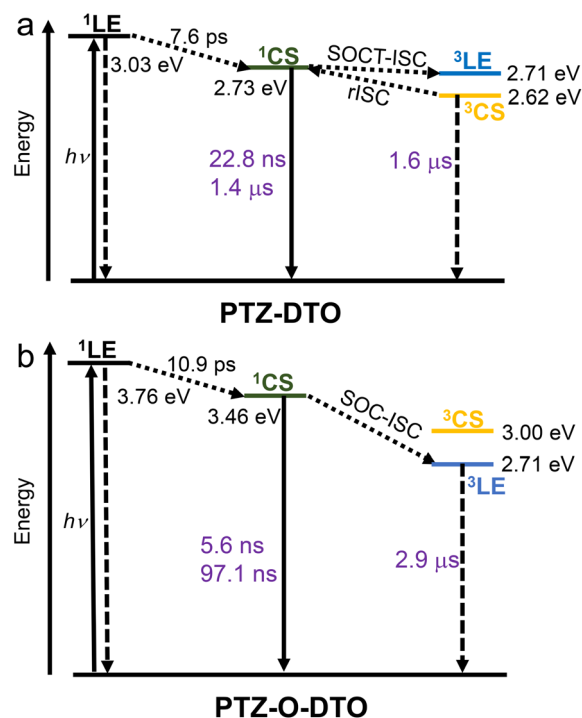 a
Energy
hν
¹LE
7.6 ps
3.03 eV
¹CS
2.73 eV
SOCT-ISC
rISC
³LE
2.71 eV
2.62 eV
³CS
22.8 ns
1.4 μs
1.6 μs
PTZ-DTO
b
Energy
hν
¹LE
10.9 ps
3.76 eV
¹CS
3.46 eV
SOC-ISC
³CS
3.00 eV
2.71 eV
³LE
5.6 ns
97.1 ns
2.9 μs
PTZ-O-DTO